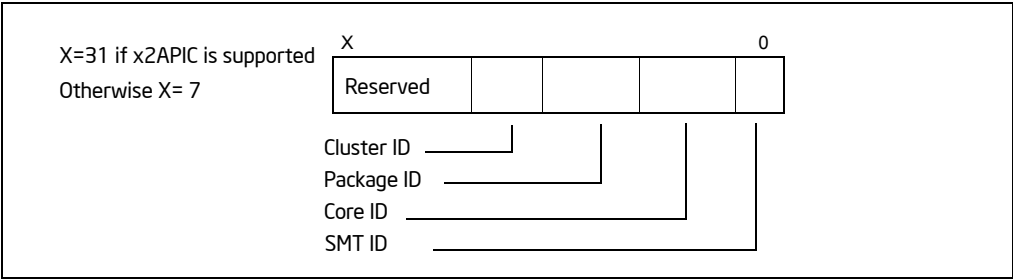 X=31 if x2APIC is supported
Otherwise X= 7
X 0
Reserved
Cluster ID
Package ID
Core ID
SMT ID